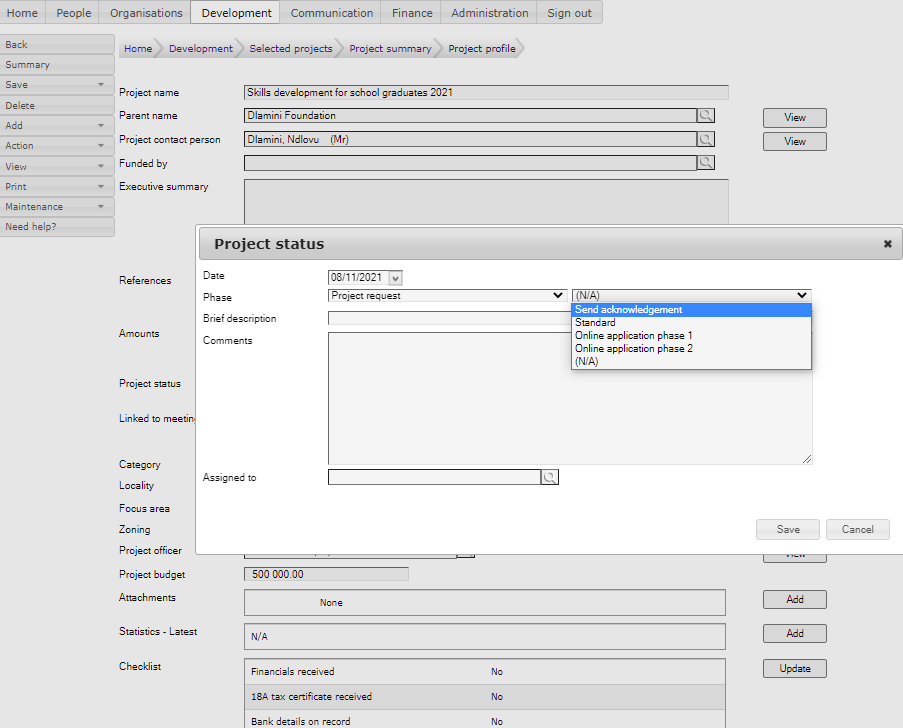 Home People Organisations Development Communication Finance Administration Sign out
Back
Summary
Save
Delete
Add
Action
View
Print
Maintenance
Need help?
Home Development Selected projects Project summary Project profile
Project name Skills development for school graduates 2021
Parent name Dlamini Foundation View
Project contact person Dlamini, Ndlovu (Mr) View
Funded by
Executive summary
References
Amounts
Project status
Linked to meeting
Category
Locality
Focus area
Zoning
Project officer View
Project budget 500 000.00
Attachments None Add
Statistics - Latest N/A Add
Checklist Update
Financials received No
18A tax certificate received No
Bank details on record No
Project status
Date 08/11/2021
Phase Project request (N/A)
Send acknowledgement
Standard
Online application phase 1
Online application phase 2
(N/A)
Brief description
Comments
Assigned to
Save Cancel